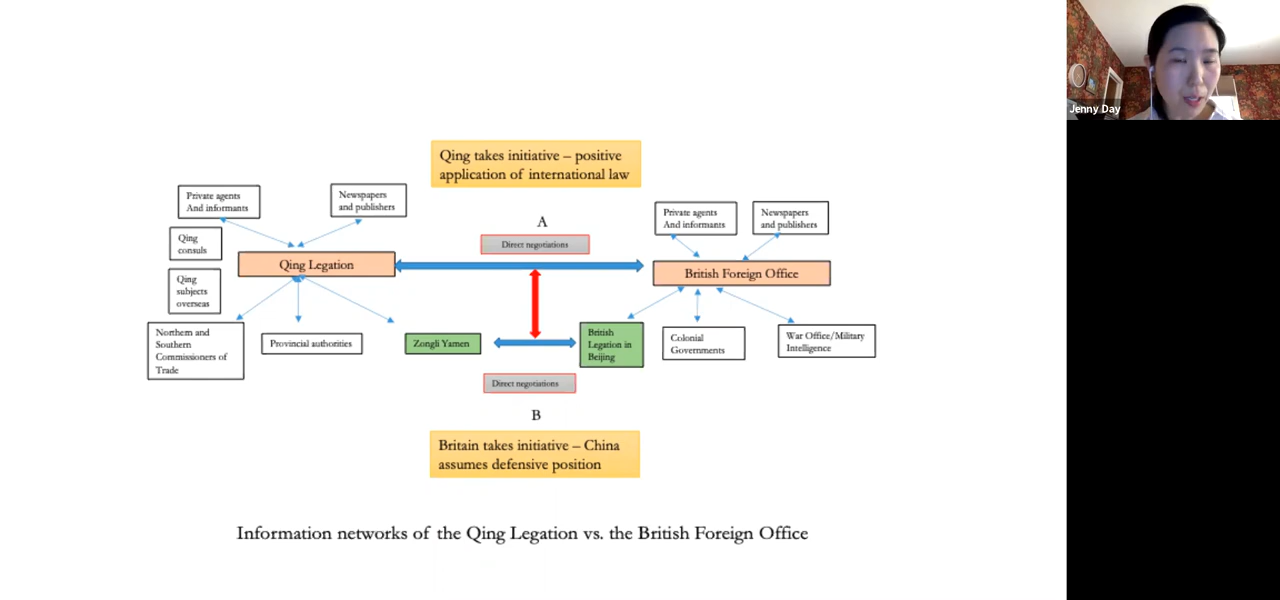 Jenny Day
Qing takes initiative – positive
application of international law
Private agents
And informants
Newspapers
and publishers
A
Private agents
And informants
Newspapers
and publishers
Qing
consuls
Direct negotiations
Qing Legation
British Foreign Office
Qing
subjects
overseas
Northern and
Southern
Commissioners of
Trade
Provincial authorities
Zongli Yamen
British
Legation in
Beijing
Colonial
Governments
War Office/Military
Intelligence
Direct negotiations
B
Britain takes initiative – China
assumes defensive position
Information networks of the Qing Legation vs. the British Foreign Office